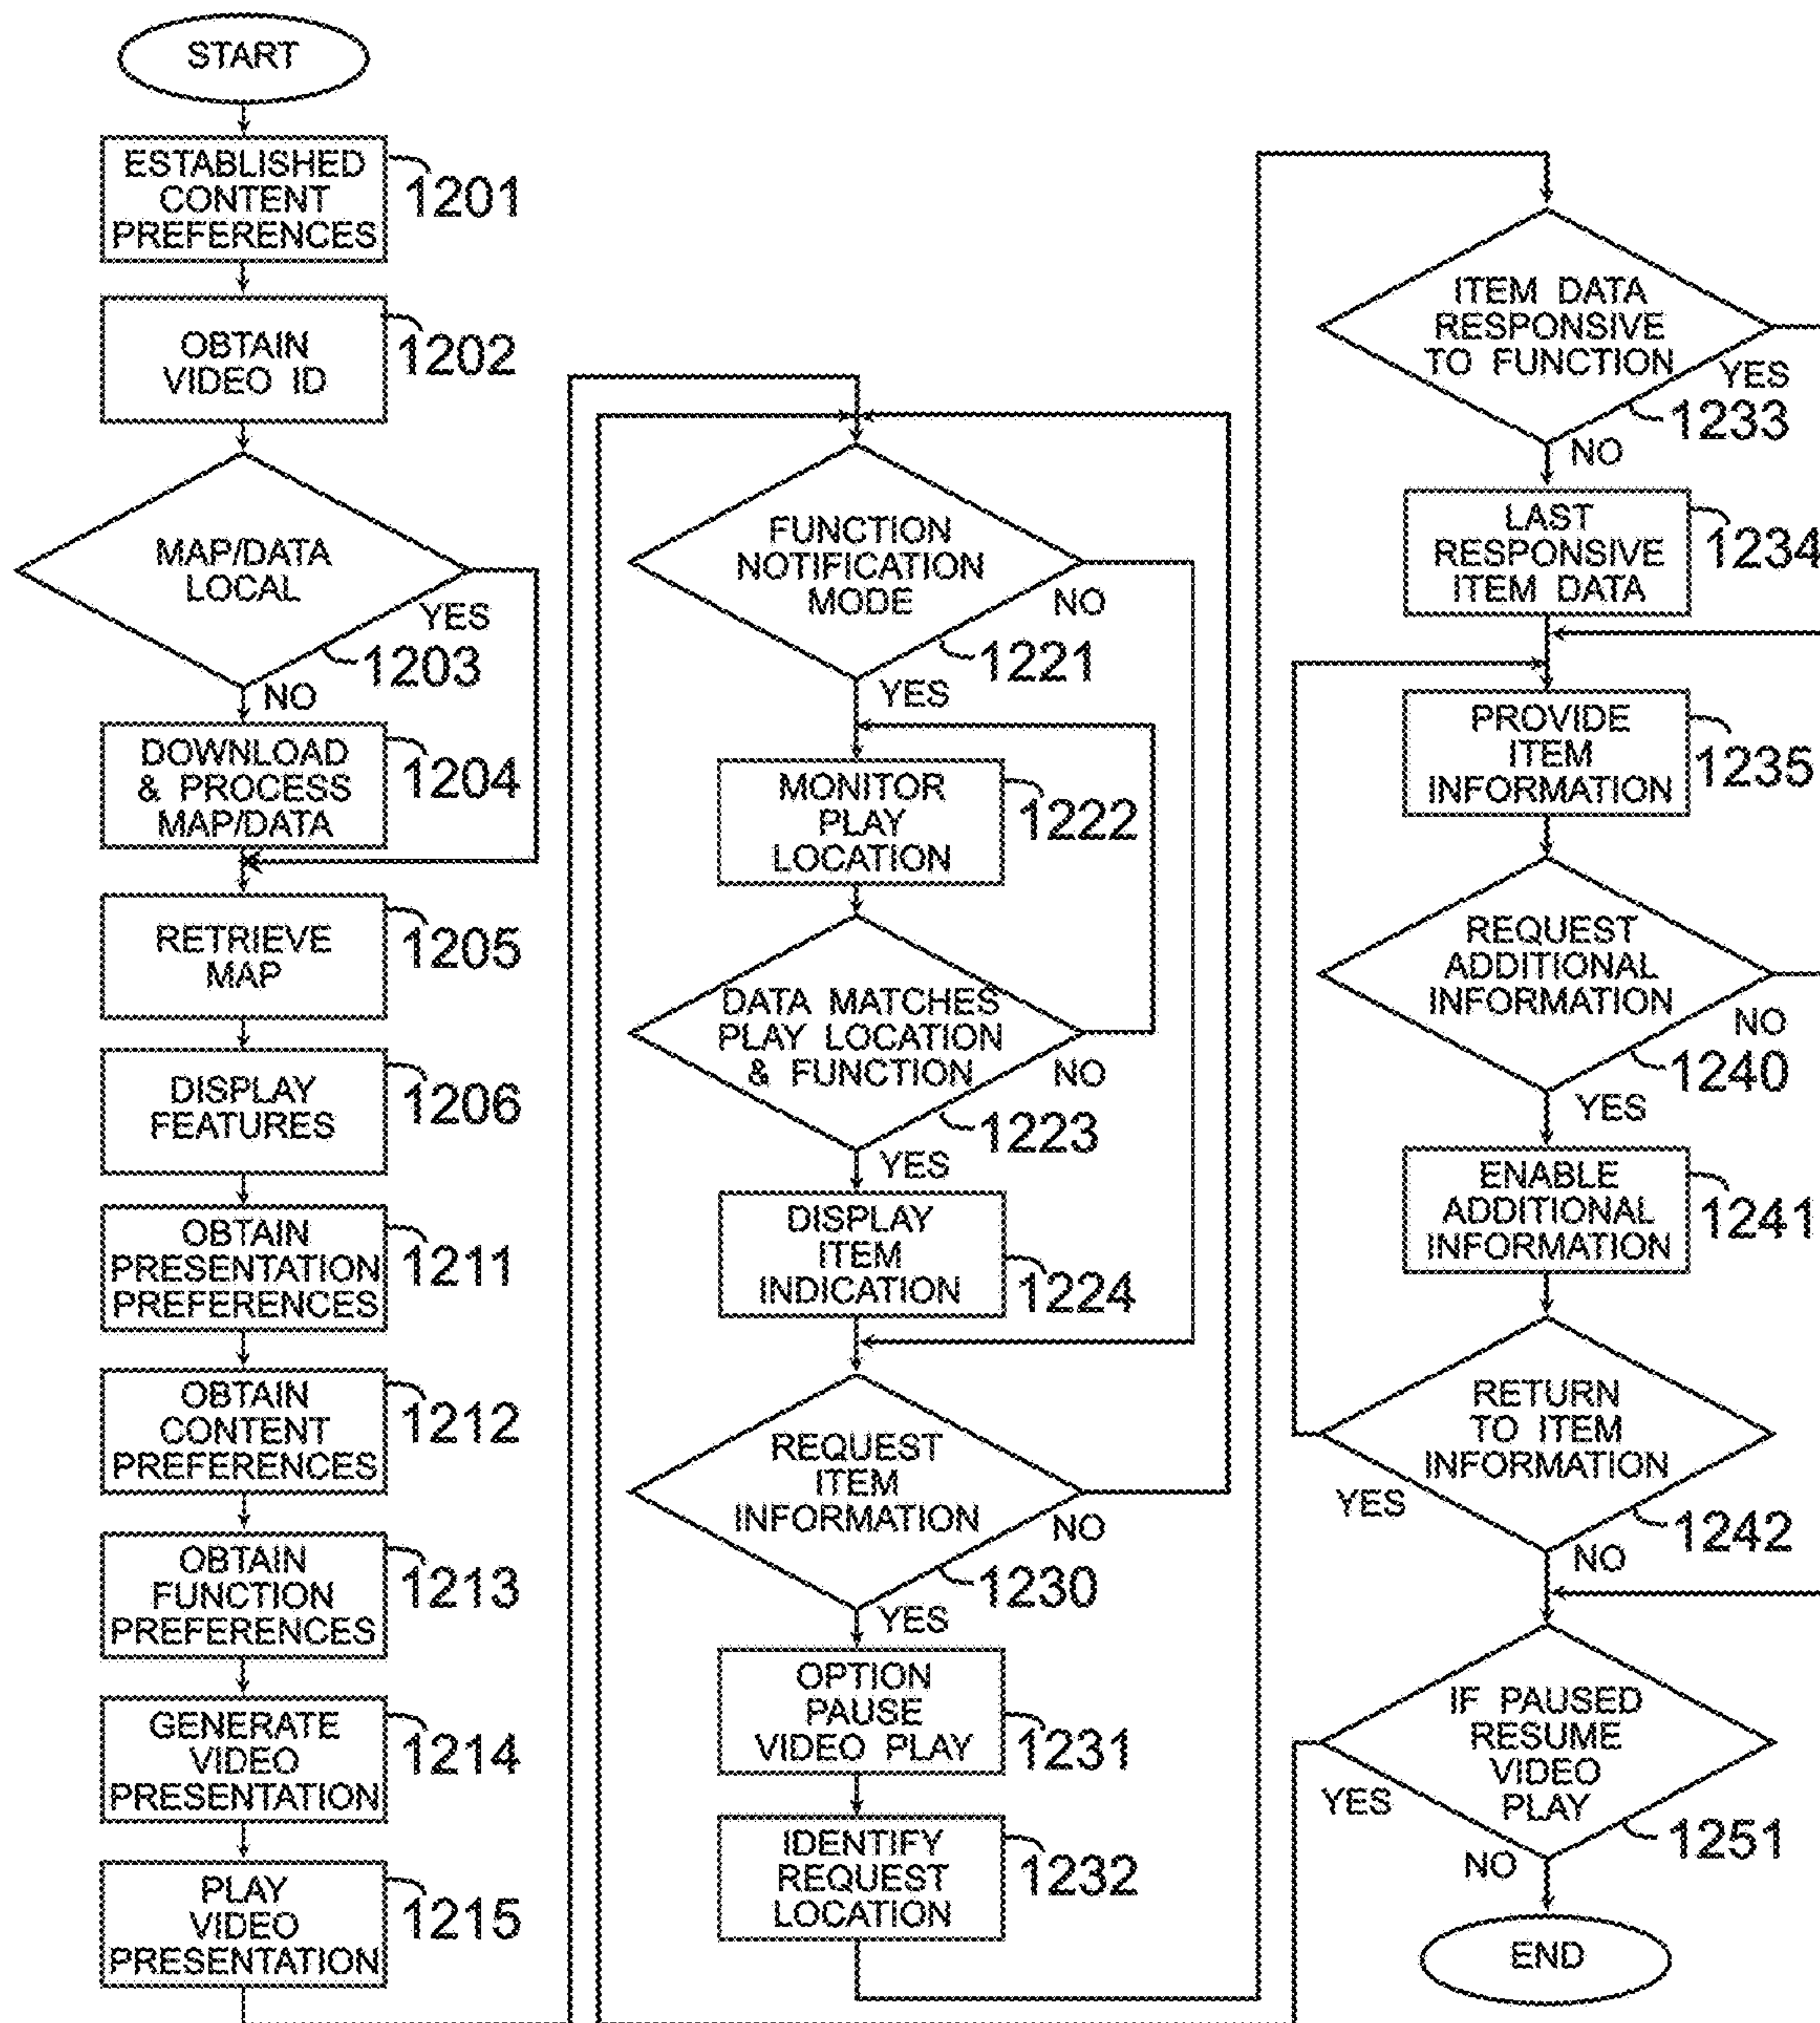 START
ESTABLISHED
CONTENT
PREFERENCES
1201
OBTAIN
VIDEO ID
1202
MAP/DATA
LOCAL
YES
1203
NO
DOWNLOAD
& PROCESS
MAP/DATA
1204
RETRIEVE
MAP
1205
DISPLAY
FEATURES
1206
OBTAIN
PRESENTATION
PREFERENCES
1211
OBTAIN
CONTENT
PREFERENCES
1212
OBTAIN
FUNCTION
PREFERENCES
1213
GENERATE
VIDEO
PRESENTATION
1214
PLAY
VIDEO
PRESENTATION
1215
FUNCTION
NOTIFICATION
MODE
NO
1221
YES
MONITOR
PLAY
LOCATION
1222
DATA MATCHES
PLAY LOCATION
& FUNCTION
NO
1223
YES
DISPLAY
ITEM
INDICATION
1224
REQUEST
ITEM
INFORMATION
NO
1230
YES
OPTION
PAUSE
VIDEO PLAY
1231
IDENTIFY
REQUEST
LOCATION
1232
ITEM DATA
RESPONSIVE
TO FUNCTION
YES
1233
NO
LAST
RESPONSIVE
ITEM DATA
1234
PROVIDE
ITEM
INFORMATION
1235
REQUEST
ADDITIONAL
INFORMATION
NO
1240
YES
ENABLE
ADDITIONAL
INFORMATION
1241
RETURN
TO ITEM
INFORMATION
YES
1242
NO
IF PAUSED
RESUME
VIDEO
PLAY
YES
1251
NO
END